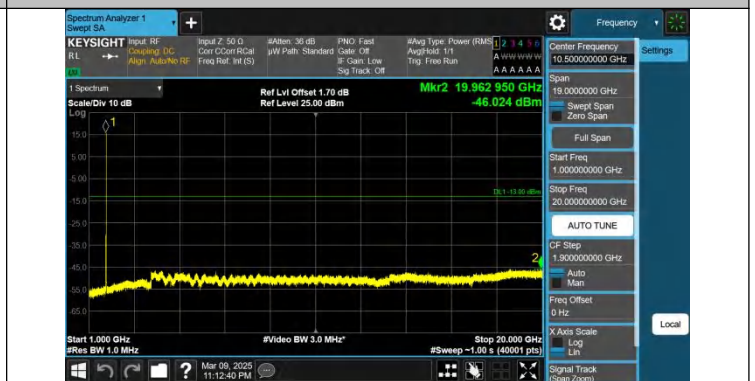 Spectrum Analyzer 1
Swept SA
+
Frequency
KEYSIGHT
RL
Input: RF
Coupling: DC
Align: Auto/No RF
Input Z: 50 Ω
Corr CCorr RCal
Freq Ref: Int (S)
#Atten: 36 dB
µW Path: Standard
PNO: Fast
Gate: Off
IF Gain: Low
Sig Track: Off
#Avg Type: Power (RMS)
Avg|Hold: 1/1
Trig: Free Run
1 2 3 4 5 6
A W W W W W
A A A A A A
1 Spectrum
Scale/Div 10 dB
Log
Ref Lvl Offset 1.70 dB
Ref Level 25.00 dBm
Mkr2 19.962 950 GHz
-46.024 dBm
1
15.0
5.00
-5.00
-15.0
-25.0
-35.0
-45.0
-55.0
-65.0
DL1 -13.00 dBm
2
Start 1.000 GHz
#Res BW 1.0 MHz
#Video BW 3.0 MHz*
Stop 20.000 GHz
#Sweep ~1.00 s (40001 pts)
Mar 09, 2025
11:12:40 PM
Center Frequency
10.500000000 GHz
Settings
Span
19.0000000 GHz
Swept Span
Zero Span
Full Span
Start Freq
1.000000000 GHz
Stop Freq
20.000000000 GHz
AUTO TUNE
CF Step
1.900000000 GHz
Auto
Man
Freq Offset
0 Hz
X Axis Scale
Log
Lin
Local
Signal Track
(Span Zoom)